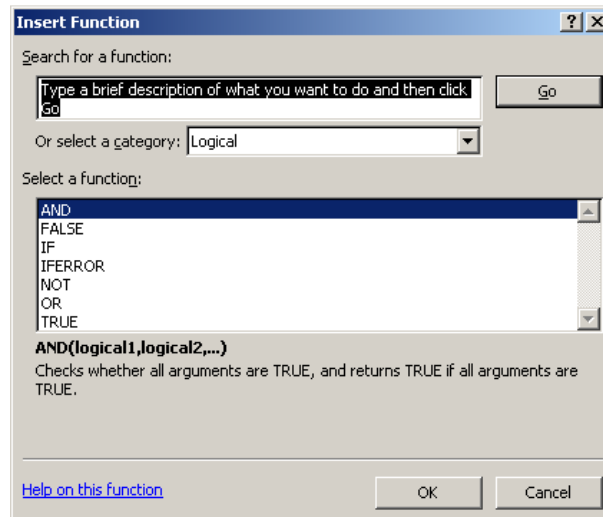 Insert Function
Search for a function:
Type a brief description of what you want to do and then click
Go
Go
Or select a category: Logical
Select a function:
AND
FALSE
IF
IFERROR
NOT
OR
TRUE
AND(logical1,logical2,...)
Checks whether all arguments are TRUE, and returns TRUE if all arguments are
TRUE.
Help on this function
OK
Cancel